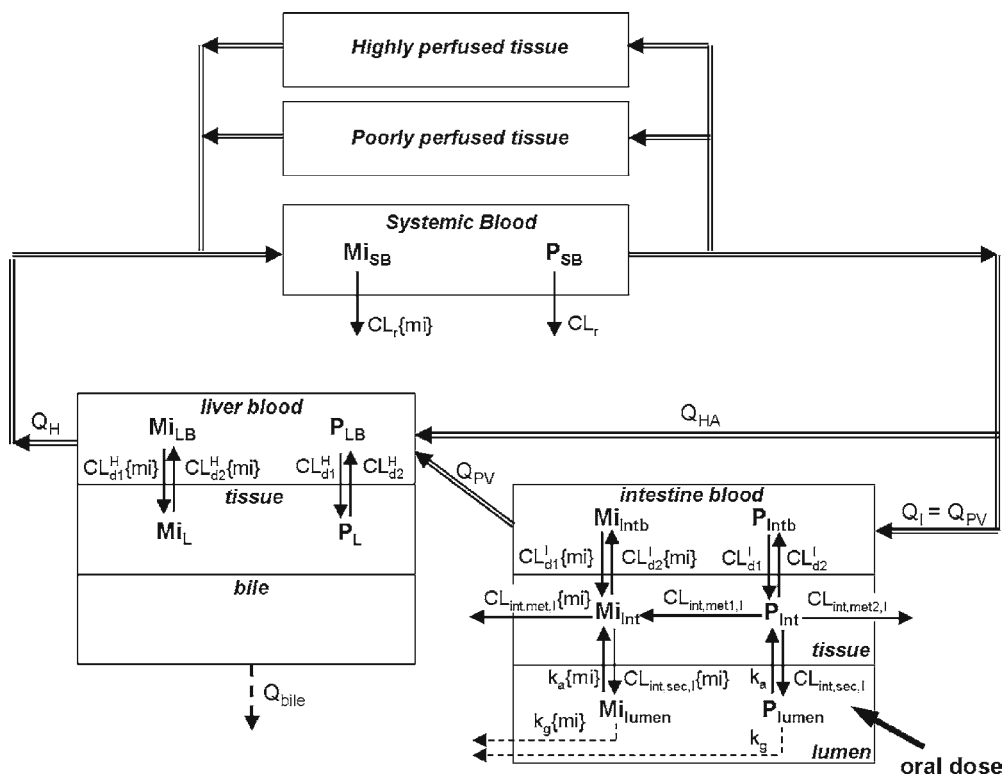 Highly perfused tissue
Poorly perfused tissue
Systemic Blood
Mi_SB P_SB
CL_r{mi} CL_r
Q_H
liver blood
Mi_LB P_LB
CL^H_d1{mi} CL^H_d2{mi} CL^H_d1 CL^H_d2
tissue
Mi_L P_L
bile
Q_bile
Q_HA
Q_PV
Q_I = Q_PV
intestine blood
Mi_Intb P_Intb
CL^I_d1{mi} CL^I_d2{mi} CL^I_d1 CL^I_d2
CL_int,met,I{mi} Mi_Int CL_int,met1,I P_Int CL_int,met2,I
tissue
k_a{mi} CL_int,sec,I{mi} k_a CL_int,sec,I
Mi_lumen P_lumen
k_g{mi} k_g
lumen
oral dose